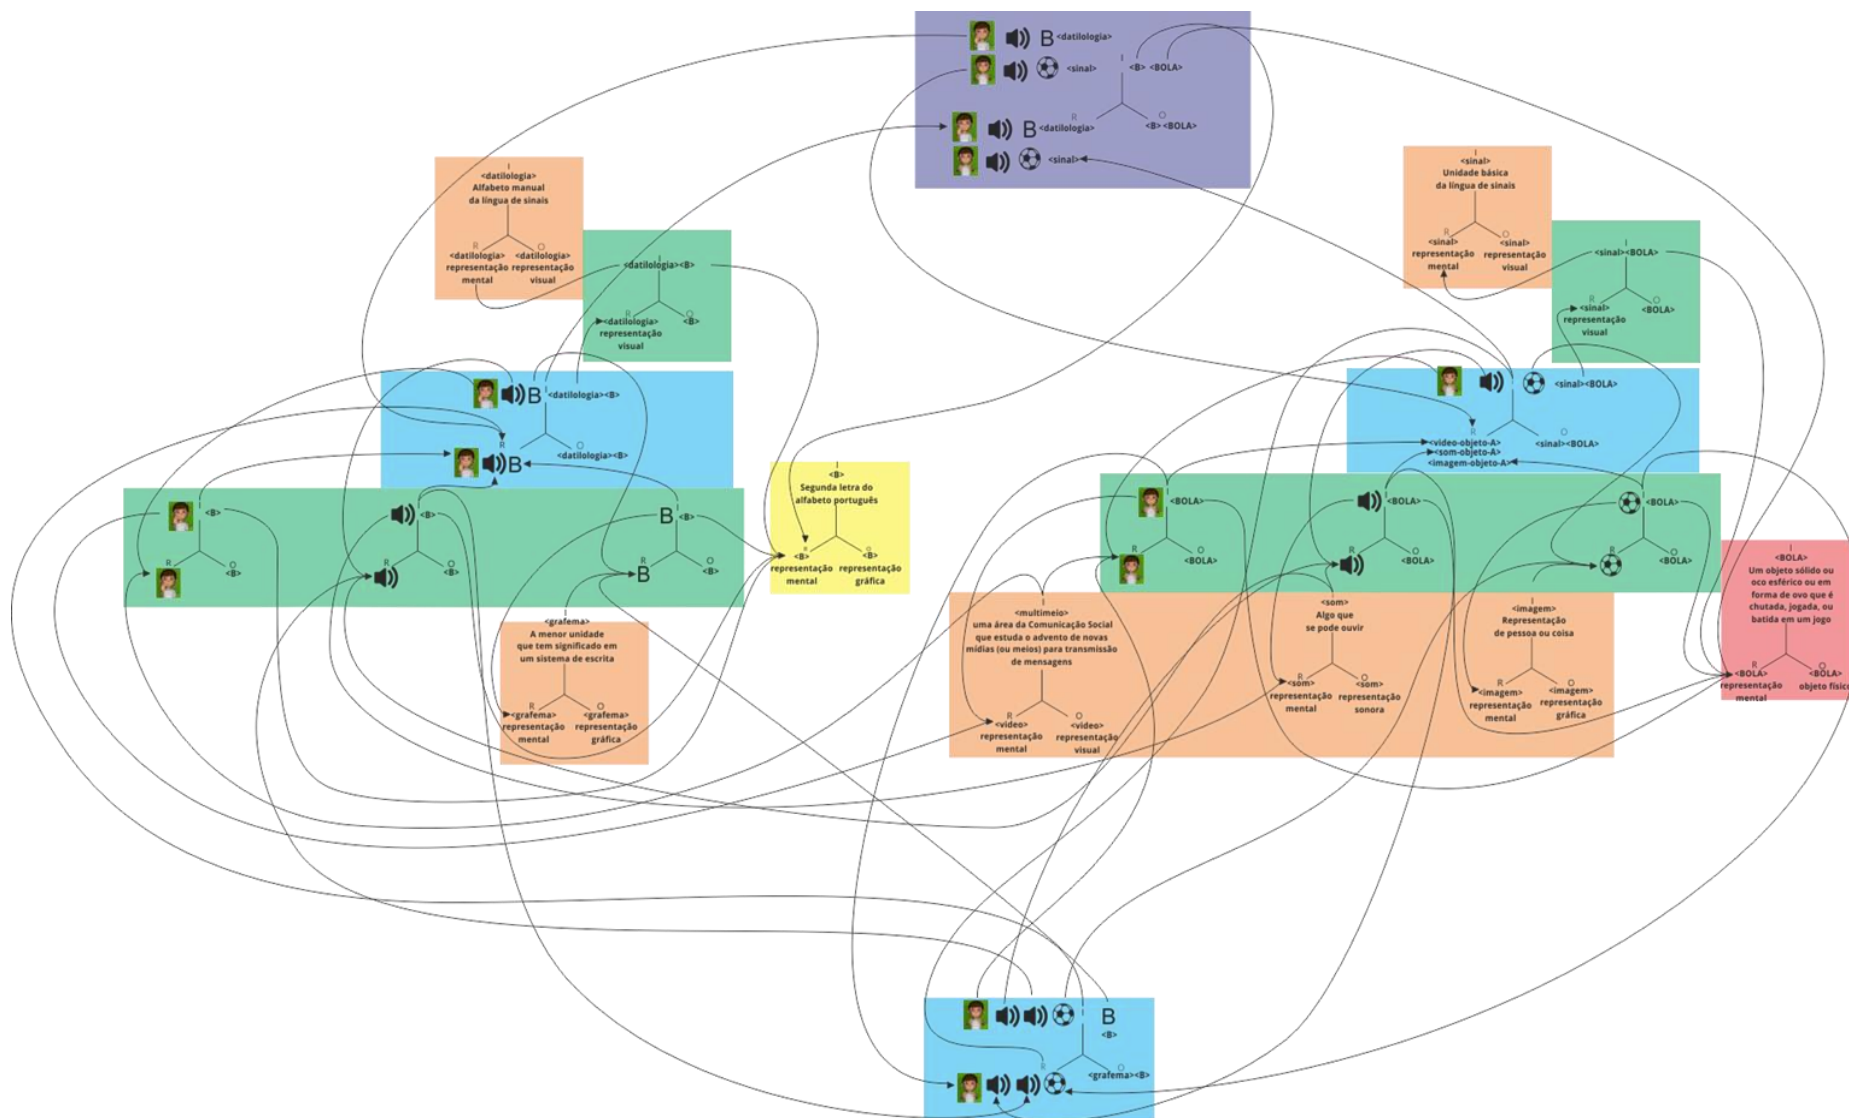 B <datilologia>
<sinal>
I
<B> <BOLA>
R
O
B <datilologia>
<B> <BOLA>
<sinal>
I
<datilologia>
Alfabeto manual
da língua de sinais
R
O
<datilologia>
representação
mental
<datilologia>
representação
visual
I
<datilologia><B>
R
O
<datilologia>
representação
visual
<B>
I
<sinal>
Unidade básica
da língua de sinais
R
O
<sinal>
representação
mental
<sinal>
representação
visual
I
<sinal><BOLA>
R
O
<sinal>
representação
visual
<BOLA>
B
I
<datilologia><B>
R
O
B
<datilologia><B>
I
<sinal><BOLA>
R
O
<video-objeto-A>
<som-objeto-A>
<imagem-objeto-A>
<sinal><BOLA>
I
<B>
R
O
<B>
I
<B>
R
O
<B>
B
I
<B>
R
O
B
<B>
I
<B>
Segunda letra do
alfabeto português
R
O
<B>
representação
mental
<B>
representação
gráfica
I
<BOLA>
R
O
<BOLA>
I
<BOLA>
R
O
<BOLA>
I
<BOLA>
R
O
<BOLA>
I
<BOLA>
Um objeto sólido ou
oco esférico ou em
forma de ovo que é
chutada, jogada, ou
batida em um jogo
R
O
<BOLA>
representação
mental
<BOLA>
objeto físico
I
<grafema>
A menor unidade
que tem significado em
um sistema de escrita
R
O
<grafema>
representação
mental
<grafema>
representação
gráfica
I
<multimeio>
uma área da Comunicação Social
que estuda o advento de novas
mídias (ou meios) para transmissão
de mensagens
R
O
<video>
representação
mental
<video>
representação
visual
I
<som>
Algo que
se pode ouvir
R
O
<som>
representação
mental
<som>
representação
sonora
I
<imagem>
Representação
de pessoa ou coisa
R
O
<imagem>
representação
mental
<imagem>
representação
gráfica
I
B
<B>
R
O
<grafema><B>